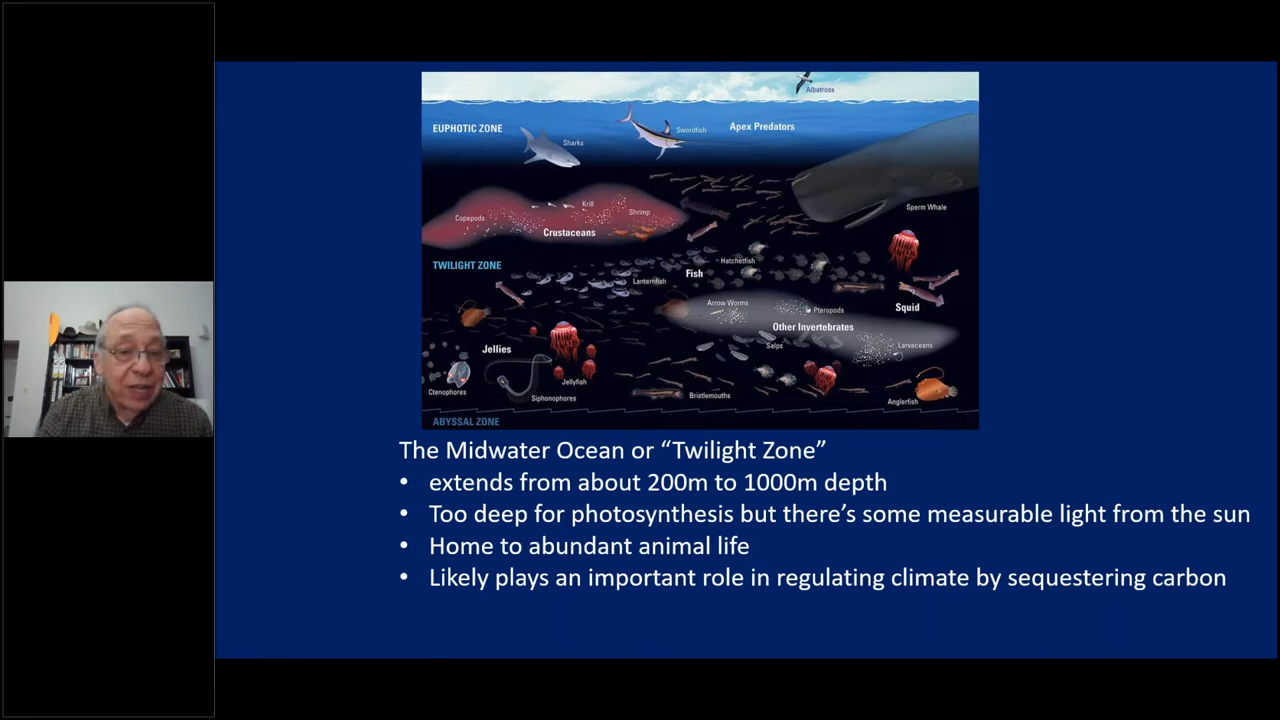 Albatross
EUPHOTIC ZONE
Swordfish
Apex Predators
Sharks
Sperm Whale
Copepods
Krill
Shrimp
Crustaceans
TWILIGHT ZONE
Hatchetfish
Fish
Lanternfish
Arrow Worms
Pteropods
Squid
Other Invertebrates
Salps
Larvaceans
Jellies
Jellyfish
Ctenophores
Siphonophores
Bristlemouths
Anglerfish
ABYSSAL ZONE
The Midwater Ocean or “Twilight Zone”
• extends from about 200m to 1000m depth
• Too deep for photosynthesis but there’s some measurable light from the sun
• Home to abundant animal life
• Likely plays an important role in regulating climate by sequestering carbon